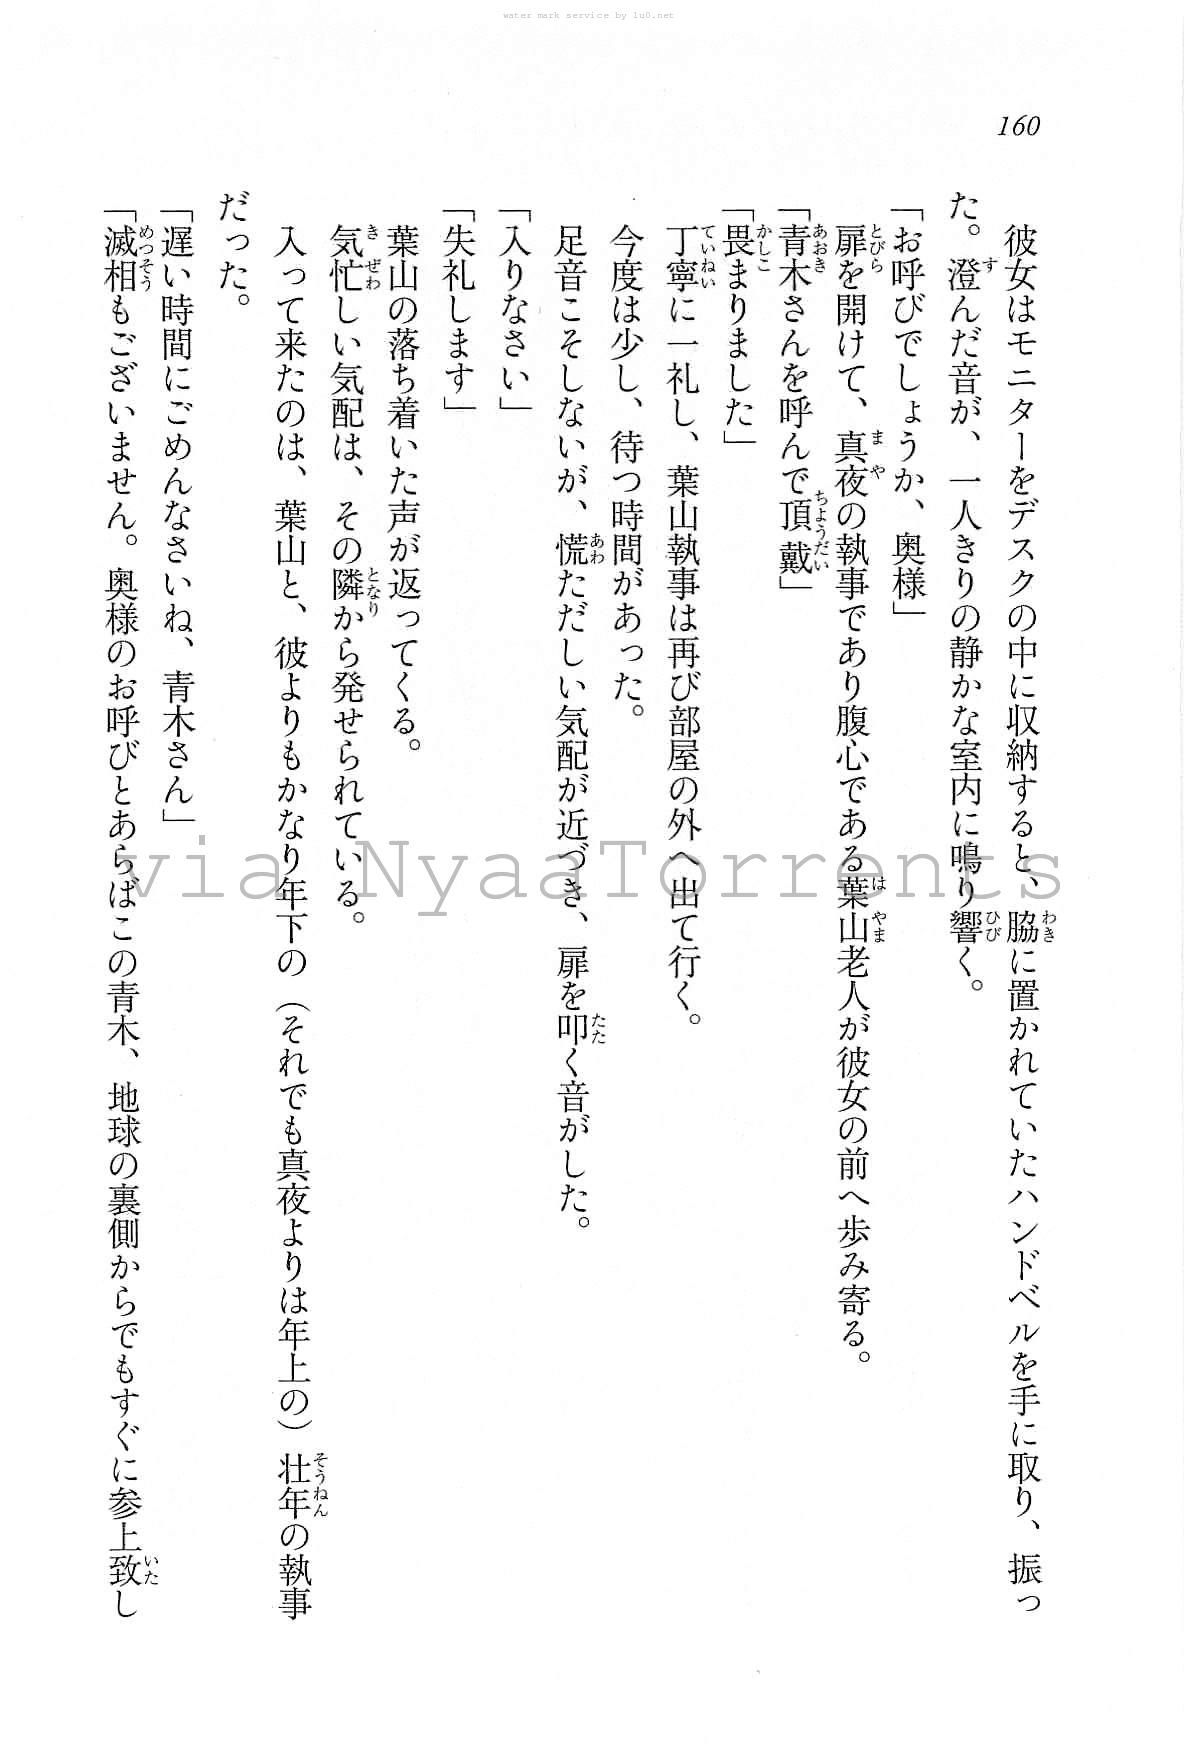 water mark service by lu0.net
160
彼女はモニターをデスクの中に収納すると、脇に置かれていたハンドベルを手に取り、振っ
た。澄んだ音が、一人きりの静かな室内に鳴り響く。
「お呼びでしょうか、奥様」
扉を開けて、真夜の執事であり腹心である葉山老人が彼女の前へ歩み寄る。
「青木さんを呼んで頂戴」
「畏まりました」
丁寧に一礼し、葉山執事は再び部屋の外へ出て行く。
今度は少し、待つ時間があった。
足音こそしないが、慌ただしい気配が近づき、扉を叩く音がした。
「入りなさい」
「失礼します」
葉山の落ち着いた声が返ってくる。
気忙しい気配は、その隣から発せられている。
入って来たのは、葉山と、彼よりもかなり年下の（それでも真夜よりは年上の）壮年の執事
だった。
「遅い時間にごめんなさいね、青木さん」
「滅相もございません。奥様のお呼びとあらばこの青木、地球の裏側からでもすぐに参上致し
via NyaaTorrents